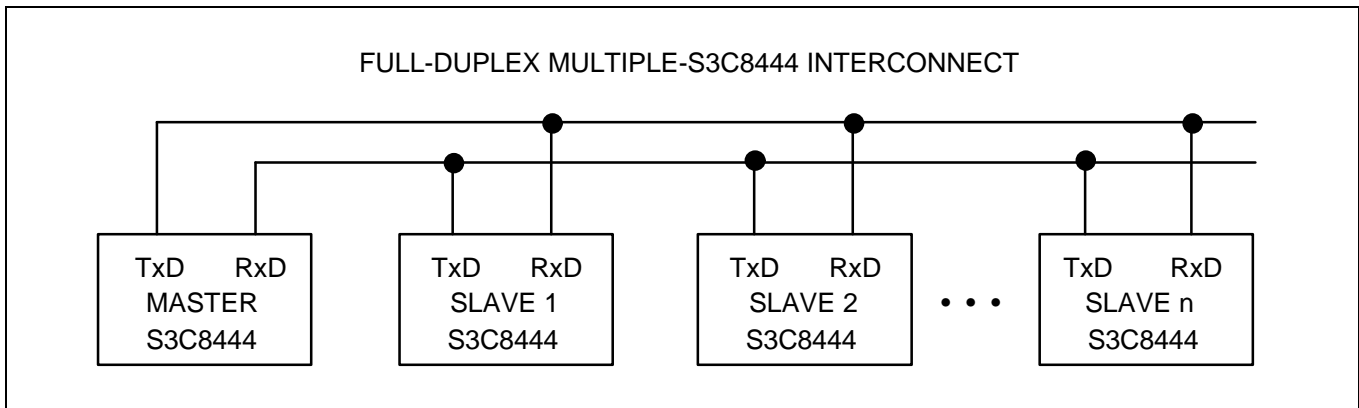 FULL-DUPLEX MULTIPLE-S3C8444 INTERCONNECT
TxD RxD
MASTER
S3C8444
TxD RxD
SLAVE 1
S3C8444
TxD RxD
SLAVE 2
S3C8444
• • •
TxD RxD
SLAVE n
S3C8444